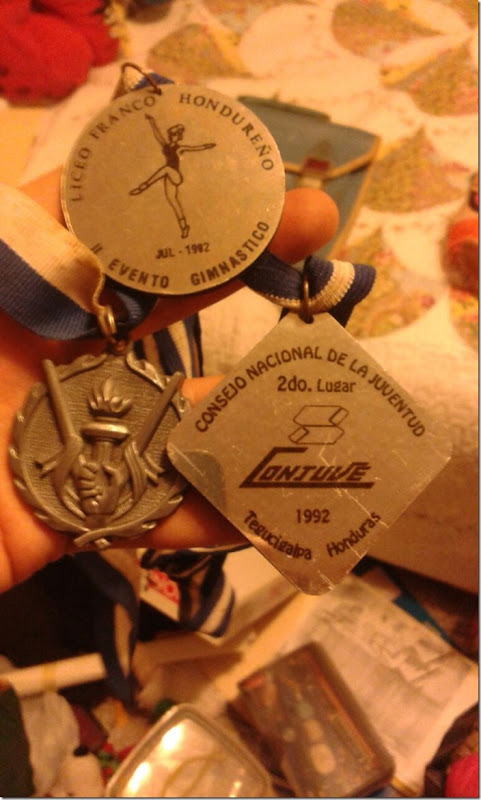 LICEO FRANCO HONDUREÑO
JUL - 1992
II EVENTO GIMNASTICO
CONSEJO NACIONAL DE LA JUVENTUD
2do. Lugar
CONJUVE
1992
Tegucigalpa Honduras